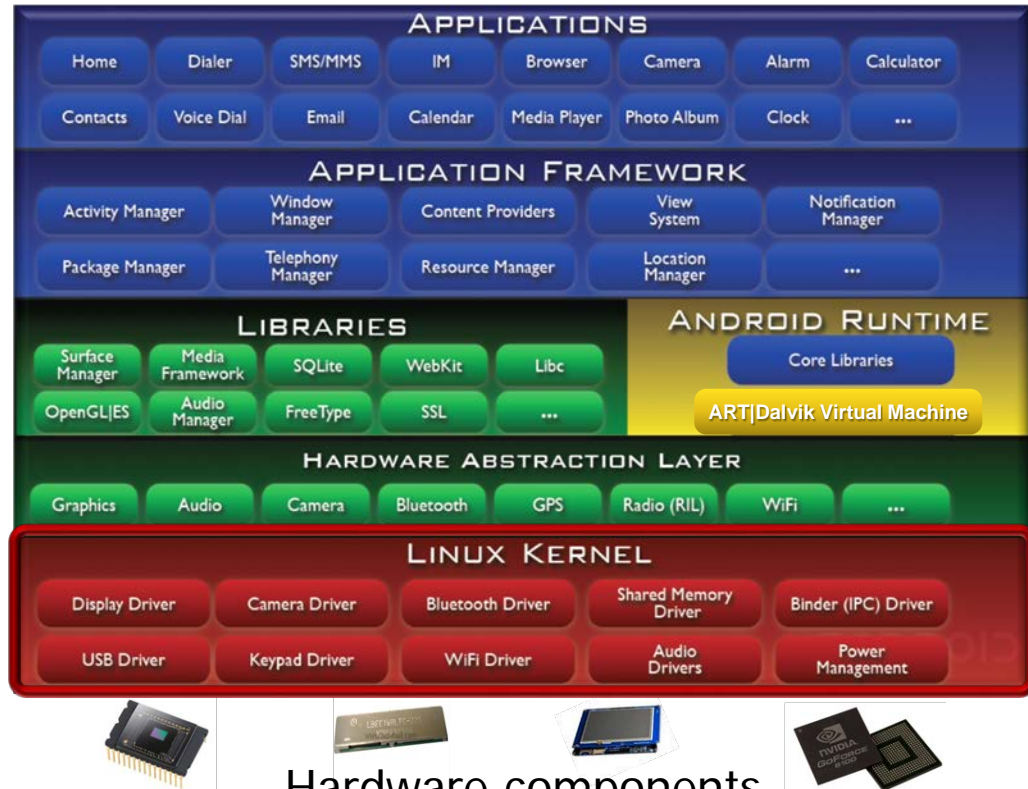 APPLICATIONS
Home Dialer SMS/MMS IM Browser Camera Alarm Calculator
Contacts Voice Dial Email Calendar Media Player Photo Album Clock ...
APPLICATION FRAMEWORK
Activity Manager Window Manager Content Providers View System Notification Manager
Package Manager Telephony Manager Resource Manager Location Manager ...
LIBRARIES
ANDROID RUNTIME
Surface Manager Media Framework SQLite WebKit Libc
Core Libraries
OpenGL|ES Audio Manager FreeType SSL ...
ART|Dalvik Virtual Machine
HARDWARE ABSTRACTION LAYER
Graphics Audio Camera Bluetooth GPS Radio (RIL) WiFi ...
LINUX KERNEL
Display Driver Camera Driver Bluetooth Driver Shared Memory Driver Binder (IPC) Driver
USB Driver Keypad Driver WiFi Driver Audio Drivers Power Management
NVIDIA
GOFORCE
Hardware components